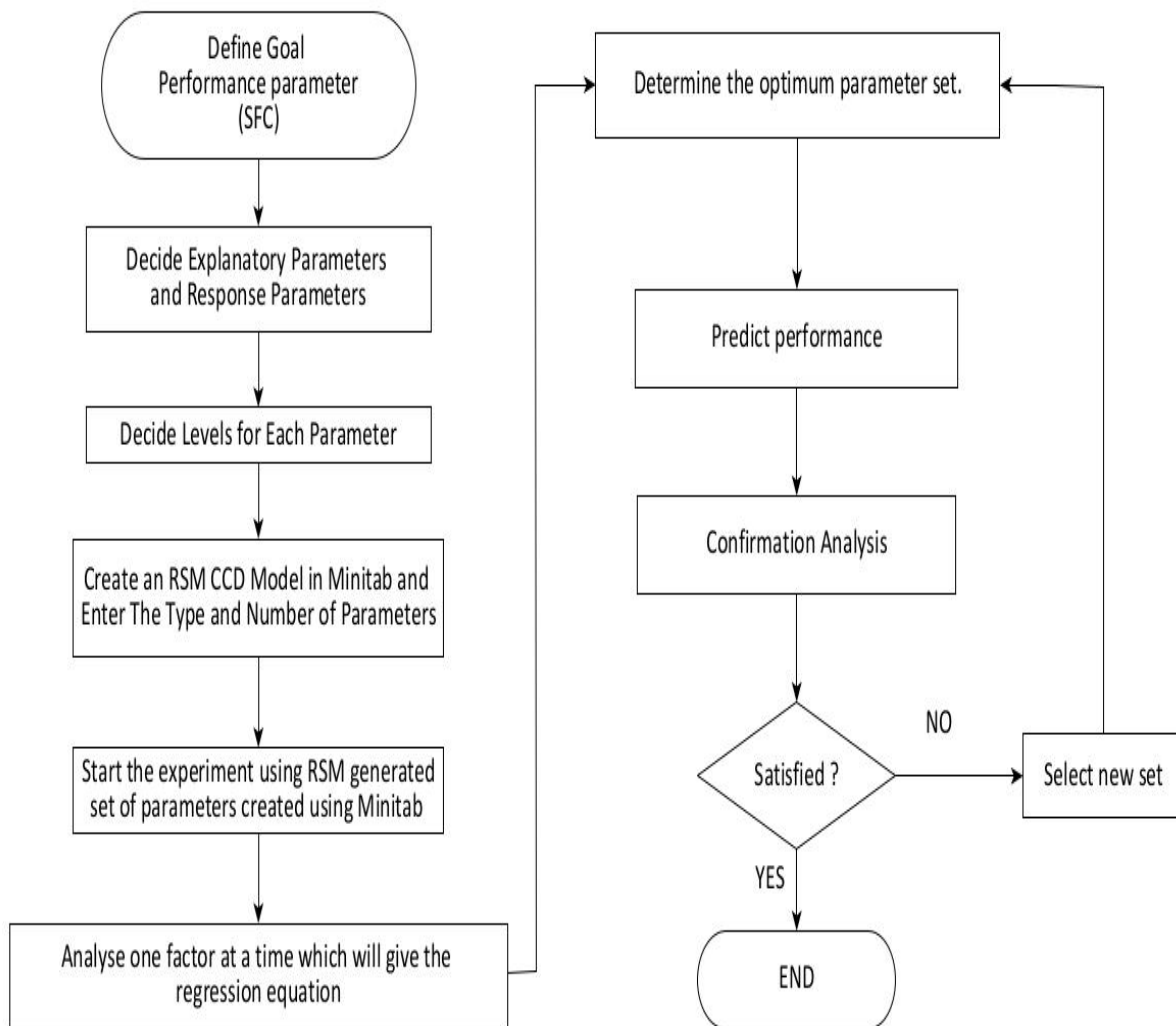 Define Goal
Performance parameter
(SFC)
Decide Explanatory Parameters
and Response Parameters
Decide Levels for Each Parameter
Create an RSM CCD Model in Minitab and
Enter The Type and Number of Parameters
Start the experiment using RSM generated
set of parameters created using Minitab
Analyse one factor at a time which will give the
regression equation
Determine the optimum parameter set.
Predict performance
Confirmation Analysis
Satisfied ?
NO
Select new set
YES
END